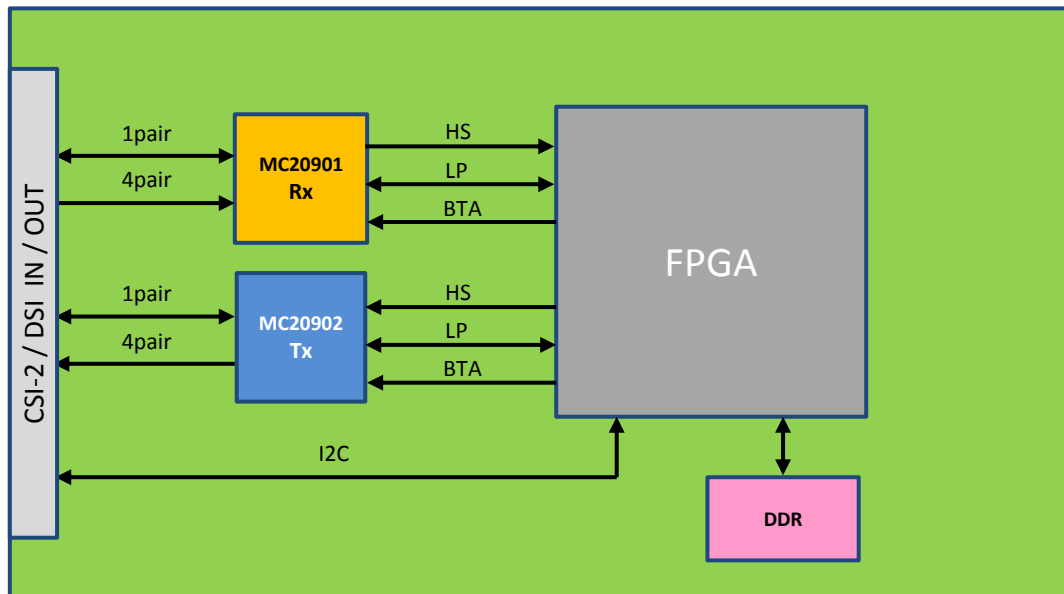 CSI-2 / DSI IN / OUT
1pair
4pair
MC20901
Rx
HS
LP
BTA
1pair
4pair
MC20902
Tx
HS
LP
BTA
FPGA
I2C
DDR